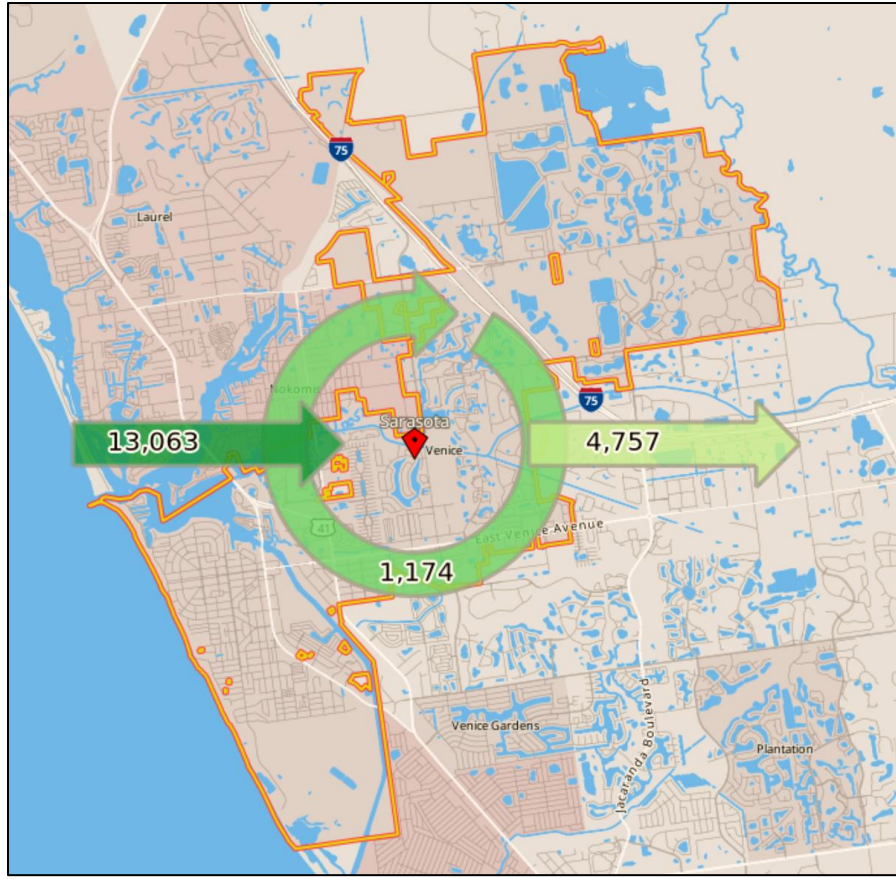 75
Laurel
Nokomis
Sarasota
13,063
4,757
Venice
75
41
East Venice Avenue
1,174
Jacaranda Boulevard
Venice Gardens
Plantation